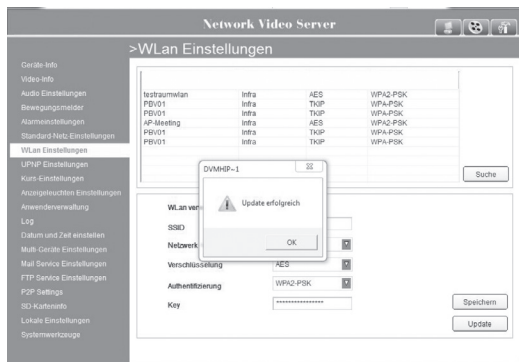 Network Video Server
>WLan Einstellungen
Geräte-Info
Video-Info
Audio Einstellungen
Bewegungsmelder
Alarmeinstellungen
Standard-Netz-Einstellungen
WLan Einstellungen
UPNP Einstellungen
Kurs-Einstellungen
Anzeigeleuchten Einstellungen
Anwenderverwaltung
Log
Datum und Zeit einstellen
Multi-Geräte Einstellungen
Mail Service Einstellungen
FTP Service Einstellungen
P2P Settings
SD-Karteninfo
Lokale Einstellungen
Systemwerkzeuge
testraumwlan Infra AES WPA2-PSK
PBV01 Infra TKIP WPA-PSK
PBV01 Infra TKIP WPA-PSK
AP-Meeting Infra AES WPA2-PSK
PBV01 Infra TKIP WPA-PSK
PBV01 Infra TKIP WPA-PSK
Suche
DVMHIP~1
Update erfolgreich
OK
WLan
SSID
Netzwerk
Verschlüsselung AES
Authentifizierung WPA2-PSK
Key ****************
Speichern
Update